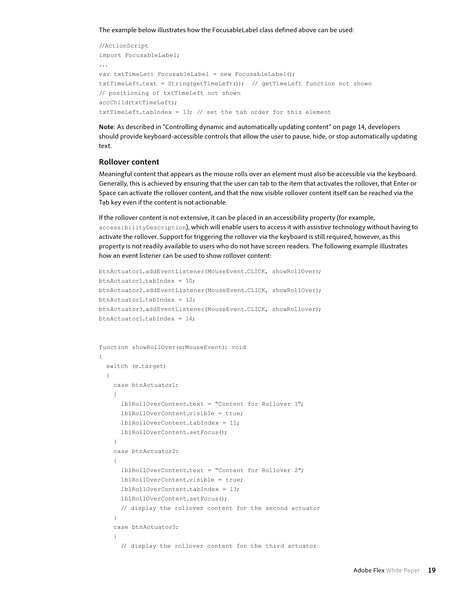 The example below illustrates how the FocusableLabel class defined above can be used:
//ActionScript
import FocusableLabel;
...
var txtTimeLet: FocusableLabel = new FocusableLabel();
txtTimeLeft.text = String(getTimeLeft());  // getTimeLeft function not shown
// positioning of txtTimeLeft not shown
accChild(txtTimeLeft);
txtTimeLeft.tabIndex = 13; // set the tab order for this element
Note: As described in "Controlling dynamic and automatically updating content" on page 14, developers
should provide keyboard-accessible controls that allow the user to pause, hide, or stop automatically updating
text.
Rollover content
Meaningful content that appears as the mouse rolls over an element must also be accessible via the keyboard.
Generally, this is achieved by ensuring that the user can tab to the item that activates the rollover, that Enter or
Space can activate the rollover content, and that the now visible rollover content itself can be reached via the
Tab key even if the content is not actionable.
If the rollover content is not extensive, it can be placed in an accessibility property (for example,
accessibilityDescription), which will enable users to access it with assistive technology without having to
activate the rollover. Support for triggering the rollover via the keyboard is still required, however, as this
property is not readily available to users who do not have screen readers. The following example illustrates
how an event listener can be used to show rollover content:
btnActuator1.addEventListener(MouseEvent.CLICK, showRollOver);
btnActuator1.tabIndex = 10;
btnActuator2.addEventListener(MouseEvent.CLICK, showRollOver);
btnActuator1.tabIndex = 12;
btnActuator3.addEventListener(MouseEvent.CLICK, showRollover);
btnActuator1.tabIndex = 14;
function showRollOver(e:MouseEvent): void
{
switch (e.target)
{
case btnActuator1:
{
lblRollOverContent.text = "Content for Rollover 1";
lblRollOverContent.visible = true;
lblRollOverContent.tabIndex = 11;
lblRollOverContent.setFocus();
}
case btnActuator2:
{
lblRollOverContent.text = "Content for Rollover 2";
lblRollOverContent.visible = true;
lblRollOverContent.tabIndex = 13;
lblRollOverContent.setFocus();
// display the rollover content for the second actuator
}
case btnActuator3:
{
// display the rollover content for the third actuator
Adobe Flex White Paper 19